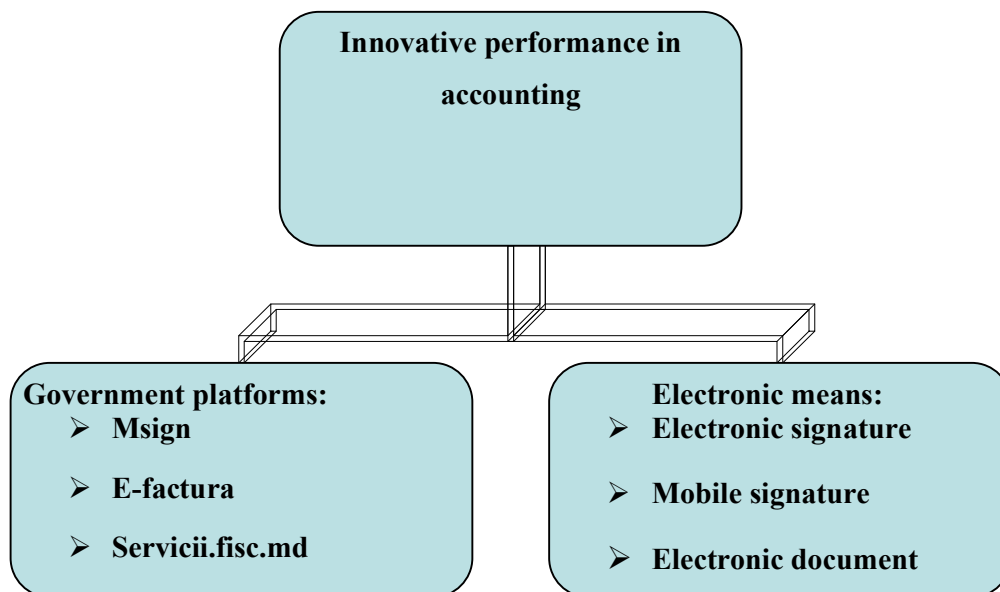 Innovative performance in
accounting
Government platforms:
➢ Msign
➢ E-factura
➢ Servicii.fisc.md
Electronic means:
➢ Electronic signature
➢ Mobile signature
➢ Electronic document